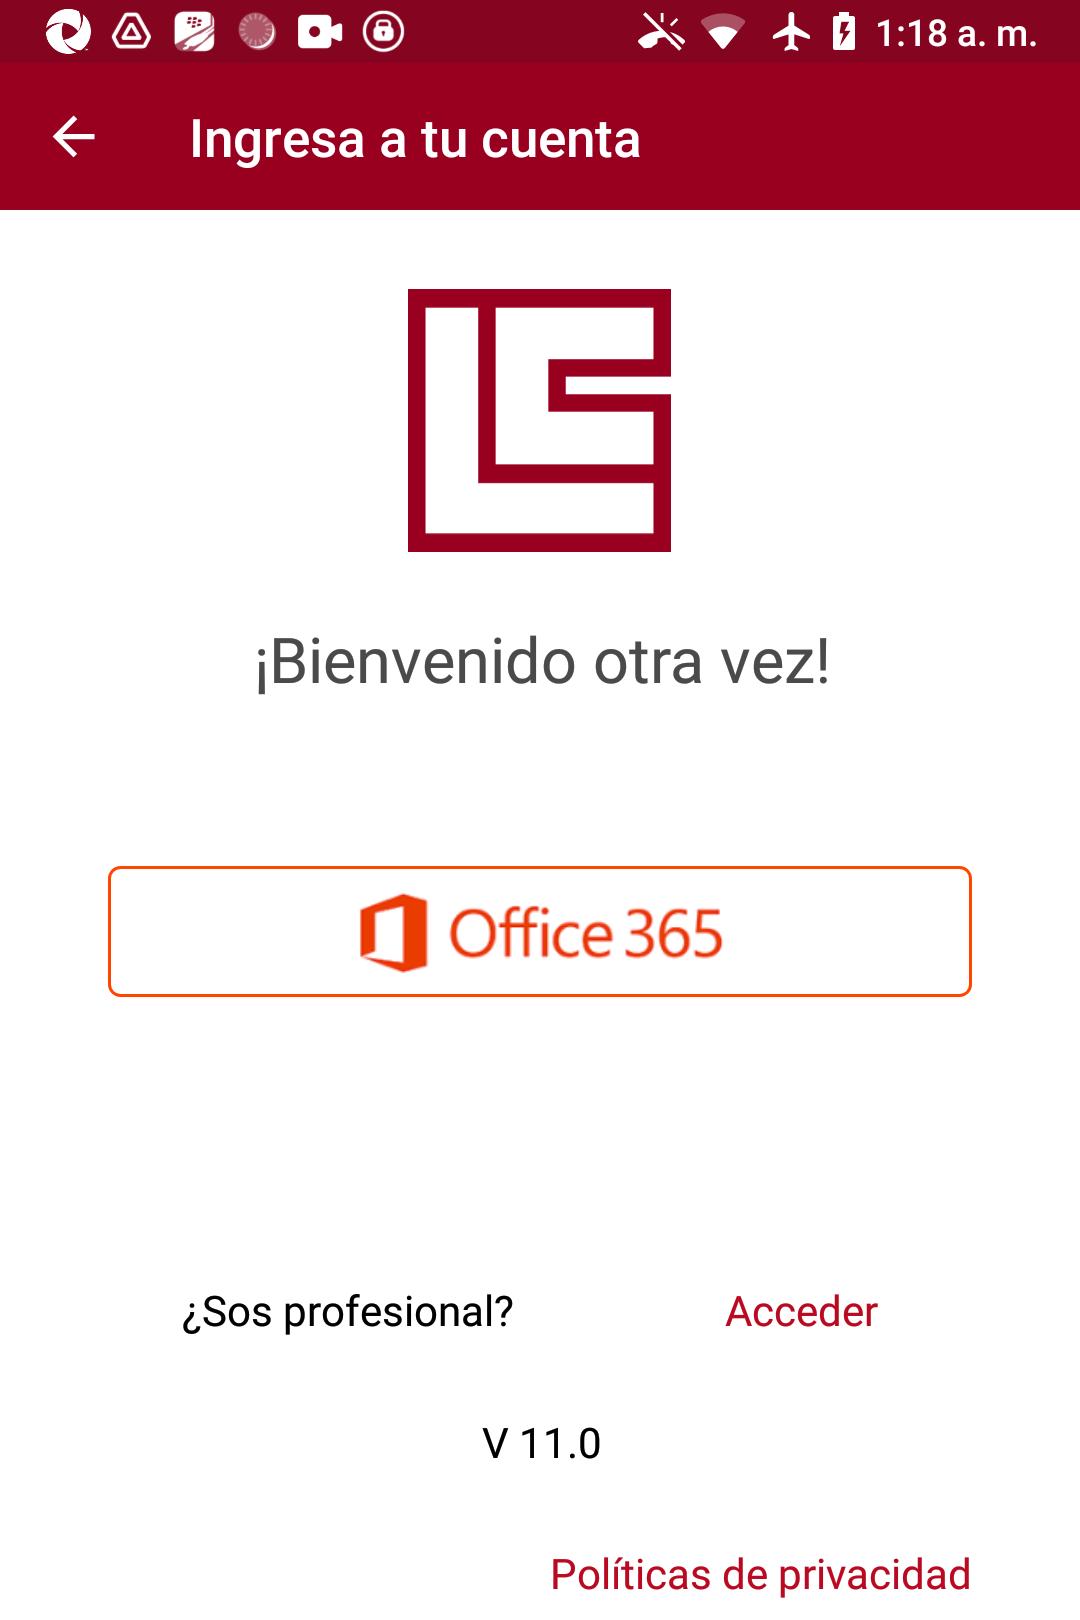 1:18 a. m.
Ingresa a tu cuenta
¡Bienvenido otra vez!
Office 365
¿Sos profesional? Acceder
V 11.0
Políticas de privacidad